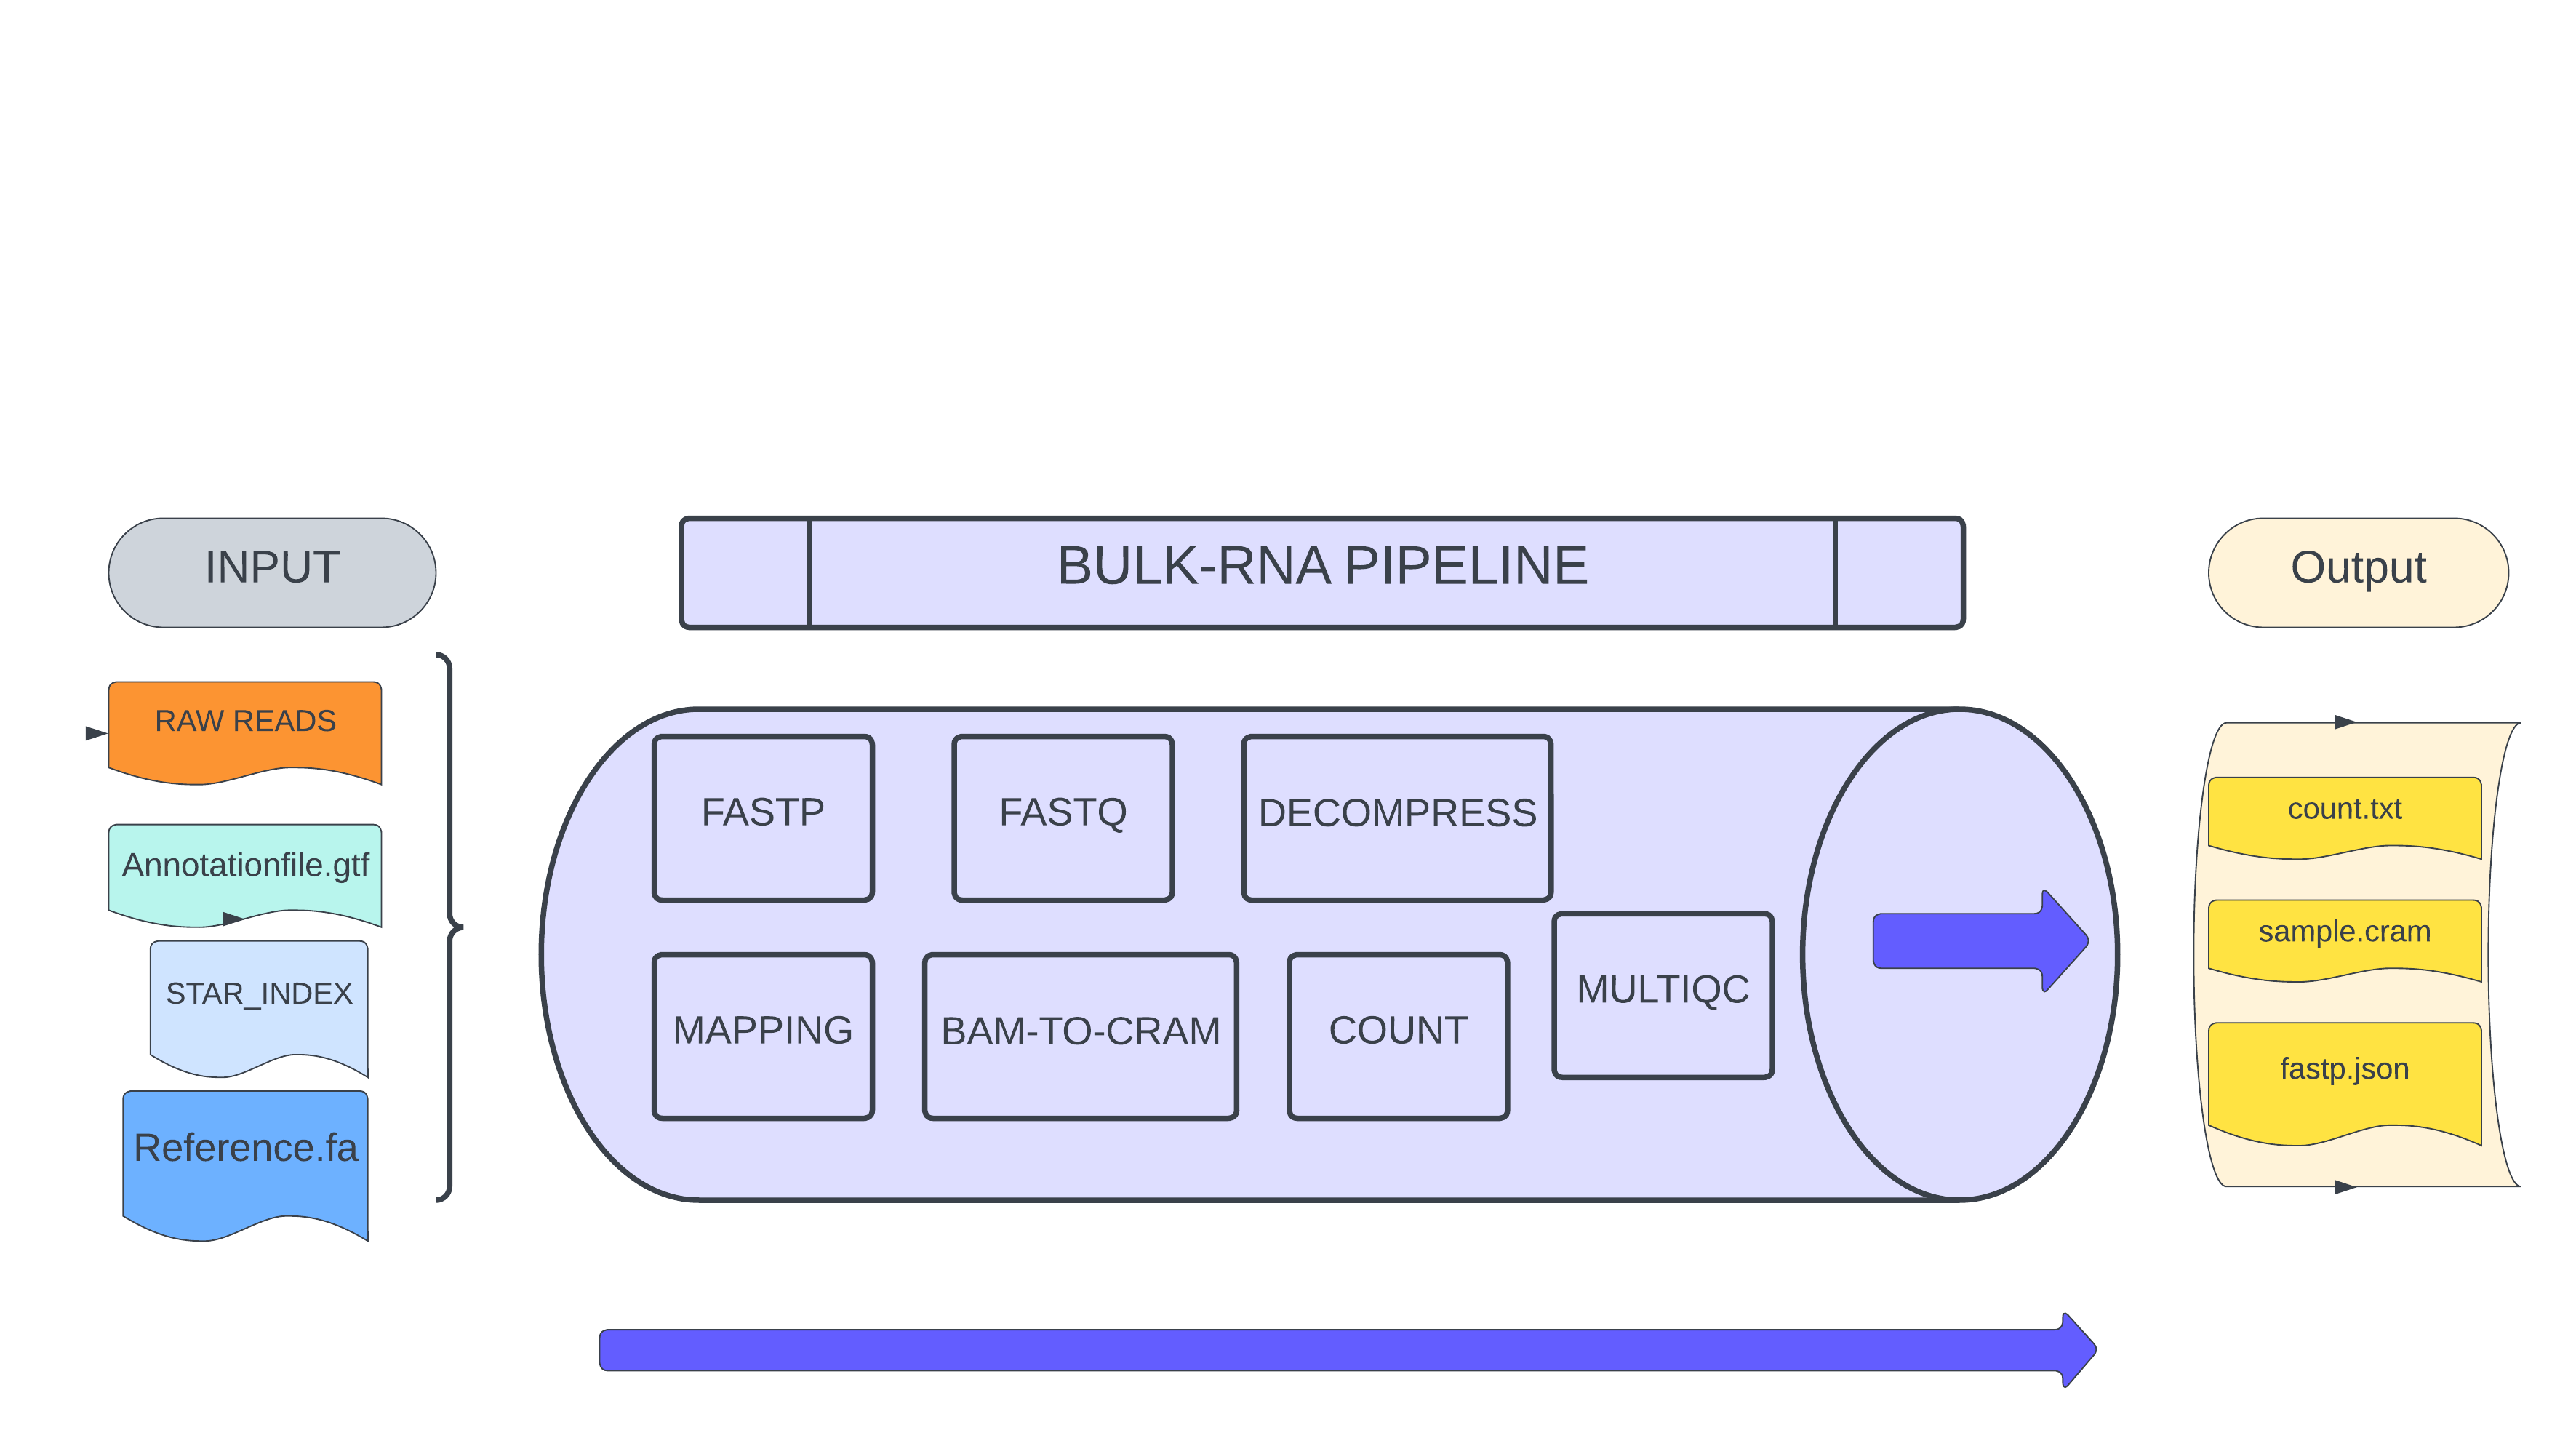 INPUT
BULK-RNA PIPELINE
Output
RAW READS
Annotationfile.gtf
STAR_INDEX
Reference.fa
FASTP
FASTQ
DECOMPRESS
MAPPING
BAM-TO-CRAM
COUNT
MULTIQC
count.txt
sample.cram
fastp.json